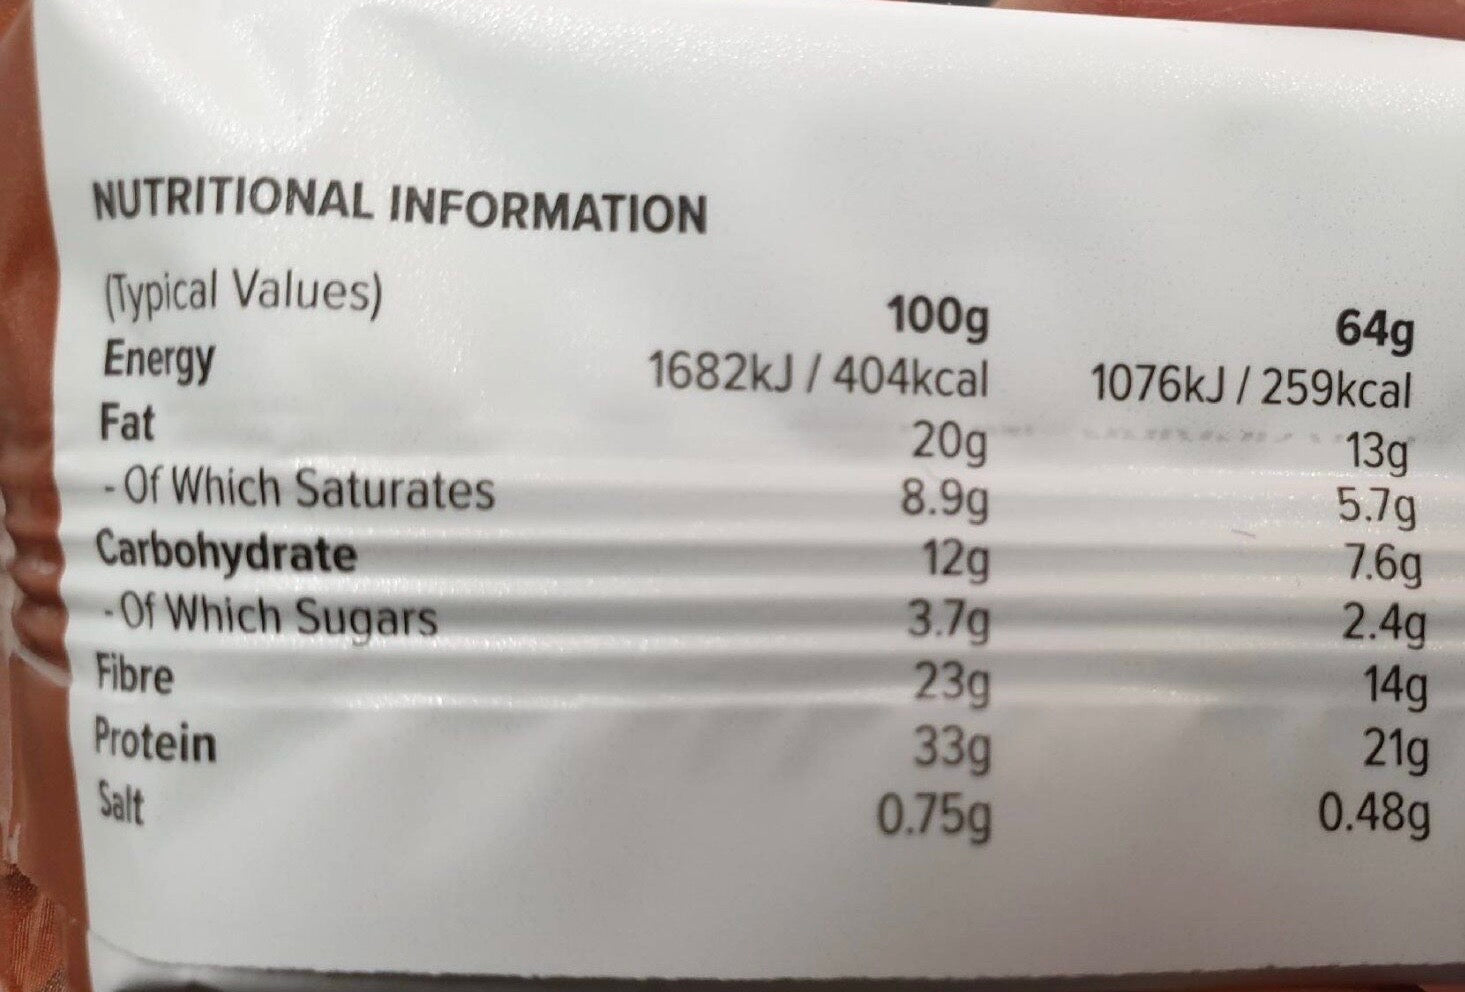 NUTRITIONAL INFORMATION
(Typical Values) 100g 64g
Energy 1682kJ / 404kcal 1076kJ / 259kcal
Fat 20g 13g
- Of Which Saturates 8.9g 5.7g
Carbohydrate 12g 7.6g
- Of Which Sugars 3.7g 2.4g
Fibre 23g 14g
Protein 33g 21g
Salt 0.75g 0.48g